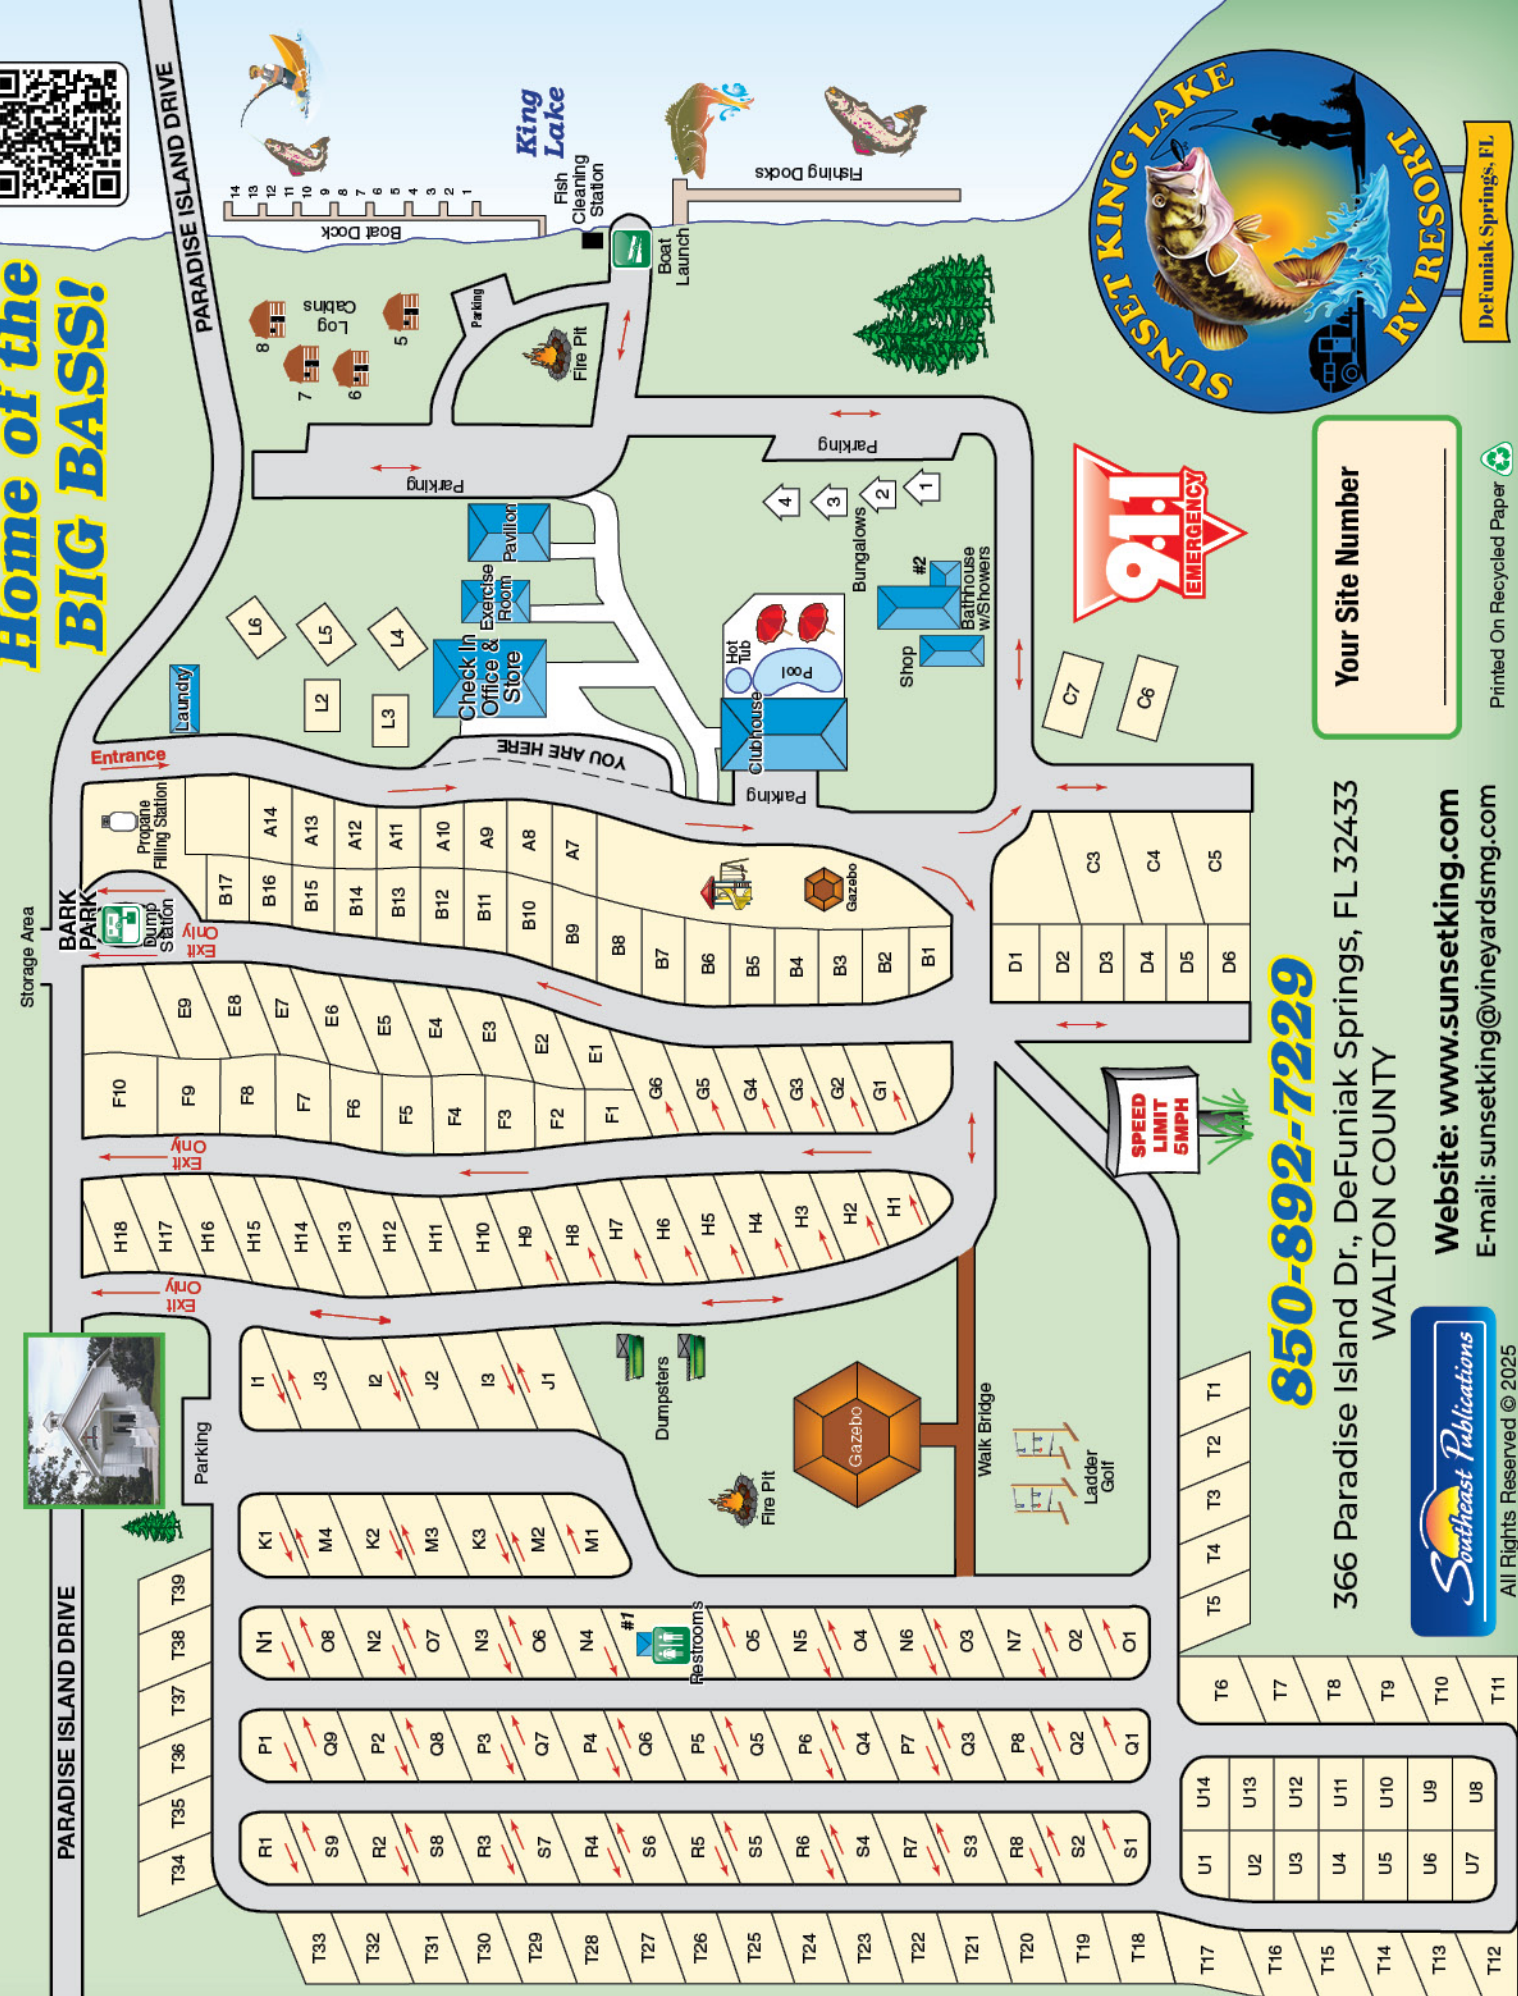 Home of the
BIG BASS!
PARADISE ISLAND DRIVE
PARADISE ISLAND DRIVE
PARADISE ISLAND DRIVE
King
Lake
Boat Dock
14
13
12
11
10
9
8
7
6
5
4
3
2
1
Fish
Cleaning
Station
Boat
Launch
Fishing Docks
Log
Cabins
8
7
6
5
Parking
Fire Pit
Parking
Parking
Pavilion
Exercise
Room
Check In
Office &
Store
L6
L5
L4
L2
L3
Laundry
Entrance
YOU ARE HERE
Hot
Tub
Pool
Clubhouse
Parking
Bungalows
4
3
2
1
#2
Bathhouse
w/Showers
Shop
C7
C6
C3
C4
C5
D1
D2
D3
D4
D5
D6
Propane
Filling Station
Storage Area
BARK
PARK
Dump
Station
Exit
Only
A14
A13
A12
A11
A10
A9
A8
A7
B17
B16
B15
B14
B13
B12
B11
B10
B9
B8
B7
B6
B5
B4
B3
B2
B1
Gazebo
E9
E8
E7
E6
E5
E4
E3
E2
E1
F10
F9
F8
F7
F6
F5
F4
F3
F2
F1
G6
G5
G4
G3
G2
G1
Exit
Only
H18
H17
H16
H15
H14
H13
H12
H11
H10
H9
H8
H7
H6
H5
H4
H3
H2
H1
Exit
Only
I1
J3
I2
J2
I3
J1
Dumpsters
Parking
Gazebo
Fire Pit
Walk Bridge
Ladder
Golf
K1
M4
K2
M3
K3
M2
M1
N1
O8
N2
O7
N3
O6
N4
#1
Restrooms
O5
N5
O4
N6
O3
N7
O2
O1
P1
Q9
P2
Q8
P3
Q7
P4
Q6
P5
Q5
P6
Q4
P7
Q3
P8
Q2
Q1
R1
S9
R2
S8
R3
S7
R4
S6
R5
S5
R6
S4
R7
S3
R8
S2
S1
T39
T38
T37
T36
T35
T34
T33
T32
T31
T30
T29
T28
T27
T26
T25
T24
T23
T22
T21
T20
T19
T18
T17
T16
T15
T14
T13
T12
T1
T2
T3
T4
T5
T6
T7
T8
T9
T10
T11
U14
U13
U12
U11
U10
U9
U8
U1
U2
U3
U4
U5
U6
U7
SPEED
LIMIT
5MPH
9.1.1
EMERGENCY
SUNSET KING LAKE
RV RESORT
DeFuniak Springs, FL
Your Site Number
Printed On Recycled Paper
850-892-7229
366 Paradise Island Dr., DeFuniak Springs, FL 32433
WALTON COUNTY
Website: www.sunsetking.com
E-mail: sunsetking@vineyardsmg.com
Southeast Publications
All Rights Reserved © 2025